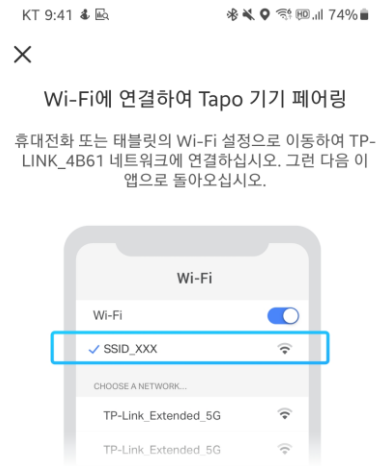 KT 9:41
74%
Wi-Fi에 연결하여 Tapo 기기 페어링
휴대전화 또는 태블릿의 Wi-Fi 설정으로 이동하여 TP-
LINK_4B61 네트워크에 연결하십시오. 그런 다음 이
앱으로 돌아오십시오.
Wi-Fi
Wi-Fi
SSID_XXX
CHOOSE A NETWORK...
TP-Link_Extended_5G
TP-Link_Extended_5G